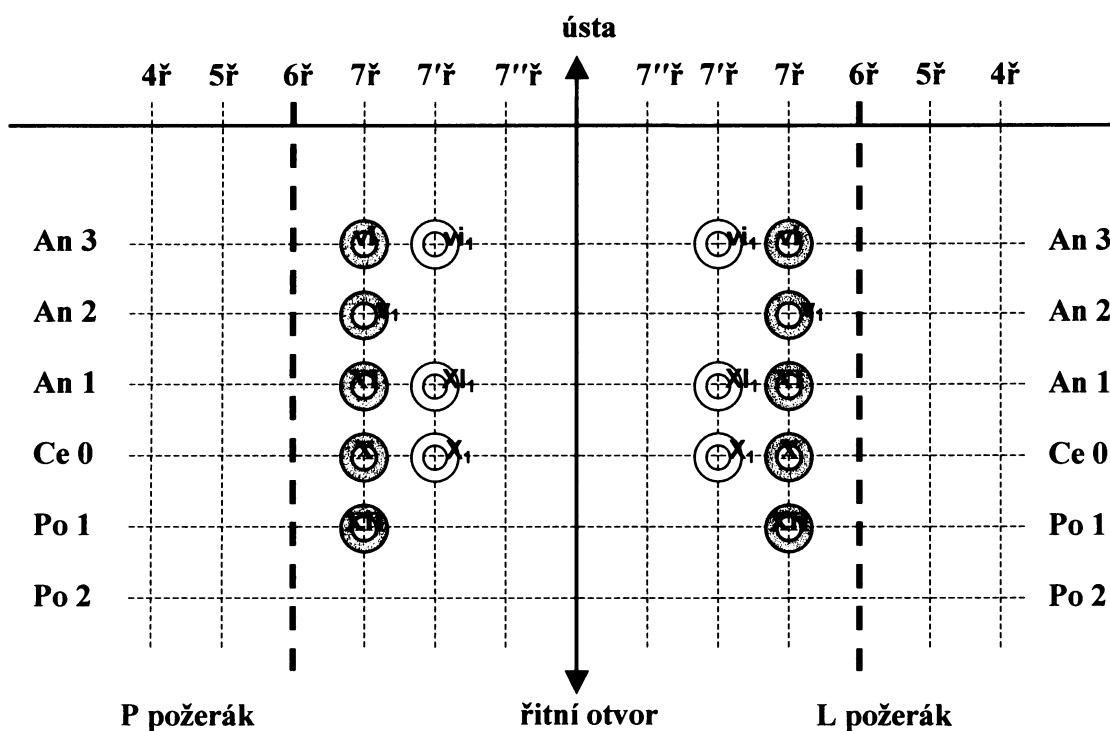 ústa
4ř 5ř 6ř 7ř 7′ř 7′′ř 7′′ř 7′ř 7ř 6ř 5ř 4ř
An 3 vi vi₁ vi₁ vi An 3
An 2 v₁ v₁ An 2
An 1 XI XI₁ XI₁ XI An 1
Ce 0 X X₁ X₁ X Ce 0
Po 1 Po 1
Po 2 Po 2
P požerák řitní otvor L požerák